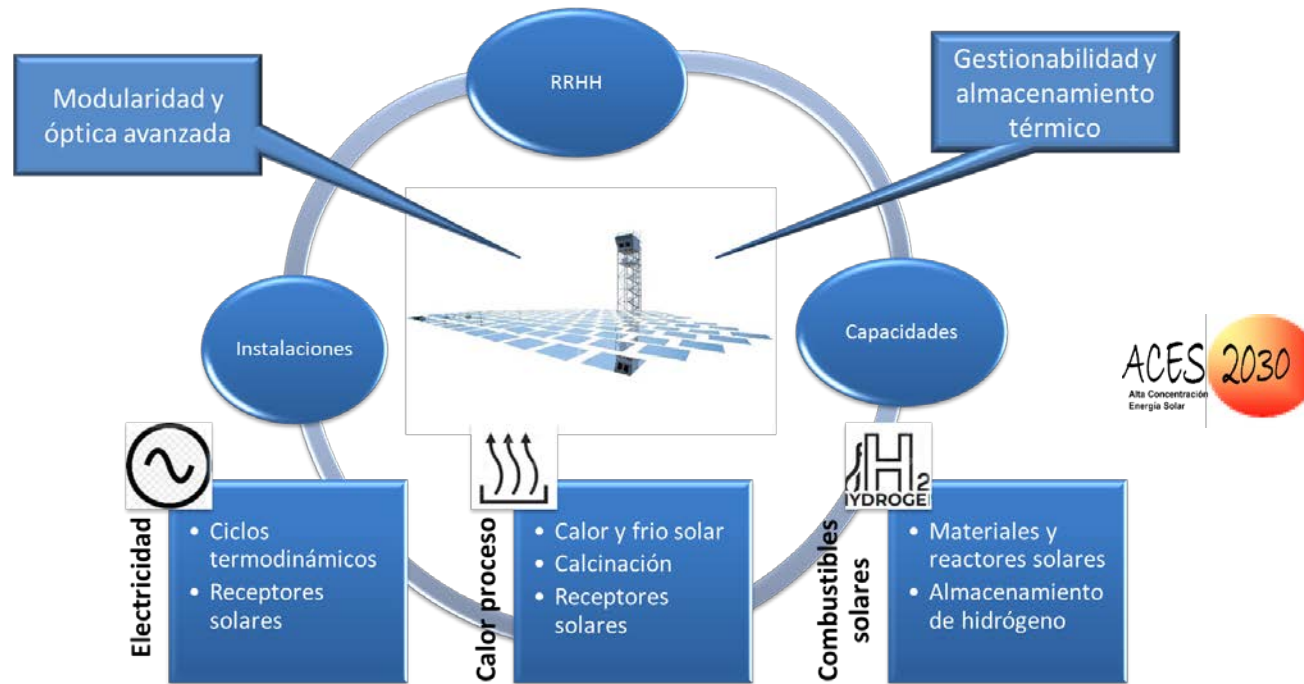 RRHH
Modularidad y
óptica avanzada
Gestionabilidad y
almacenamiento
térmico
Instalaciones
Capacidades
ACES 2030
Alta Concentración
Energía Solar
Electricidad
• Ciclos
termodinámicos
• Receptores
solares
Calor proceso
• Calor y frio solar
• Calcinación
• Receptores
solares
H2
HYDROGEN
Combustibles
solares
• Materiales y
reactores solares
• Almacenamiento
de hidrógeno